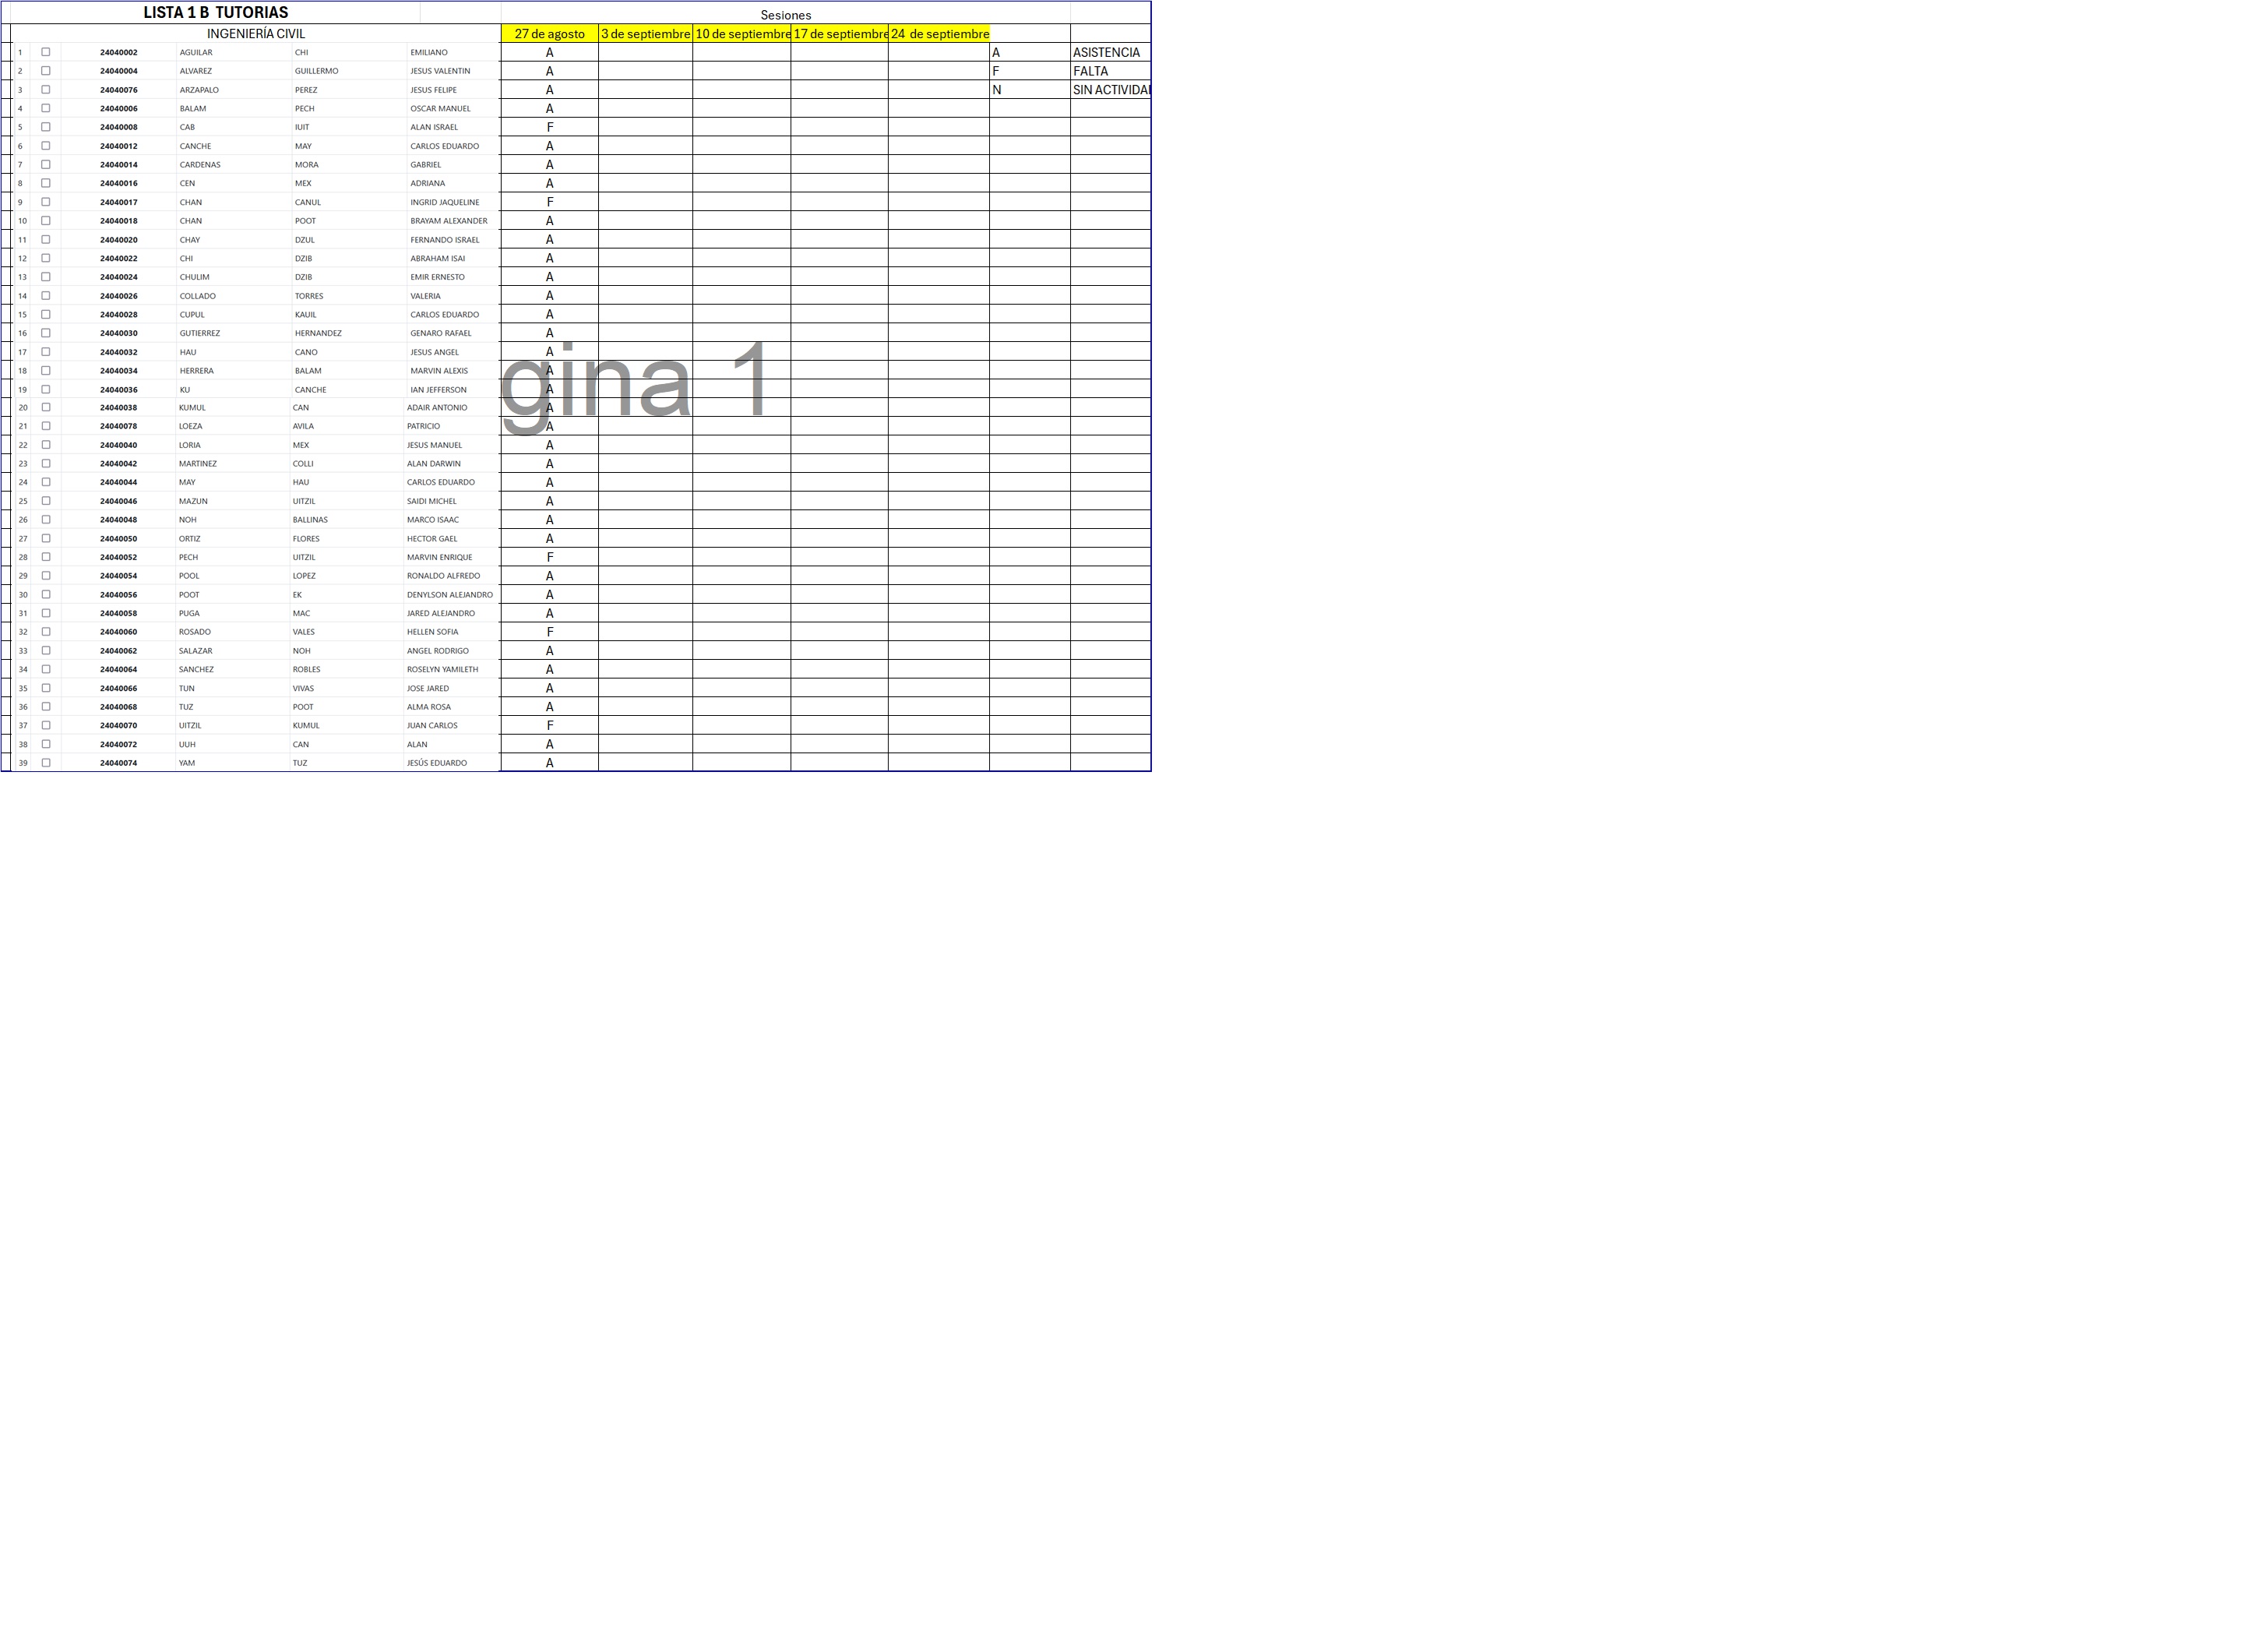 LISTA 1 B TUTORIAS Sesiones
INGENIERÍA CIVIL 27 de agosto 3 de septiembre 10 de septiembre 17 de septiembre 24 de septiembre
1 24040002 AGUILAR CHI EMILIANO A A ASISTENCIA
2 24040004 ALVAREZ GUILLERMO JESUS VALENTIN A F FALTA
3 24040076 ARZAPALO PEREZ JESUS FELIPE A N SIN ACTIVIDA
4 24040006 BALAM PECH OSCAR MANUEL A
5 24040008 CAB IUIT ALAN ISRAEL F
6 24040012 CANCHE MAY CARLOS EDUARDO A
7 24040014 CARDENAS MORA GABRIEL A
8 24040016 CEN MEX ADRIANA A
9 24040017 CHAN CANUL INGRID JAQUELINE F
10 24040018 CHAN POOT BRAYAM ALEXANDER A
11 24040020 CHAY DZUL FERNANDO ISRAEL A
12 24040022 CHI DZIB ABRAHAM ISAI A
13 24040024 CHULIM DZIB EMIR ERNESTO A
14 24040026 COLLADO TORRES VALERIA A
15 24040028 CUPUL KAUIL CARLOS EDUARDO A
16 24040030 GUTIERREZ HERNANDEZ GENARO RAFAEL A
17 24040032 HAU CANO JESUS ANGEL A
18 24040034 HERRERA BALAM MARVIN ALEXIS A
gina 1
19 24040036 KU CANCHE IAN JEFFERSON A
20 24040038 KUMUL CAN ADAIR ANTONIO A
21 24040078 LOEZA AVILA PATRICIO A
22 24040040 LORIA MEX JESUS MANUEL A
23 24040042 MARTINEZ COLLI ALAN DARWIN A
24 24040044 MAY HAU CARLOS EDUARDO A
25 24040046 MAZUN UITZIL SAIDI MICHEL A
26 24040048 NOH BALLINAS MARCO ISAAC A
27 24040050 ORTIZ FLORES HECTOR GAEL A
28 24040052 PECH UITZIL MARVIN ENRIQUE F
29 24040054 POOL LOPEZ RONALDO ALFREDO A
30 24040056 POOT EK DENYLSON ALEJANDRO A
31 24040058 PUGA MAC JARED ALEJANDRO A
32 24040060 ROSADO VALES HELLEN SOFIA F
33 24040062 SALAZAR NOH ANGEL RODRIGO A
34 24040064 SANCHEZ ROBLES ROSELYN YAMILETH A
35 24040066 TUN VIVAS JOSE JARED A
36 24040068 TUZ POOT ALMA ROSA A
37 24040070 UITZIL KUMUL JUAN CARLOS F
38 24040072 UUH CAN ALAN A
39 24040074 YAM TUZ JESÚS EDUARDO A